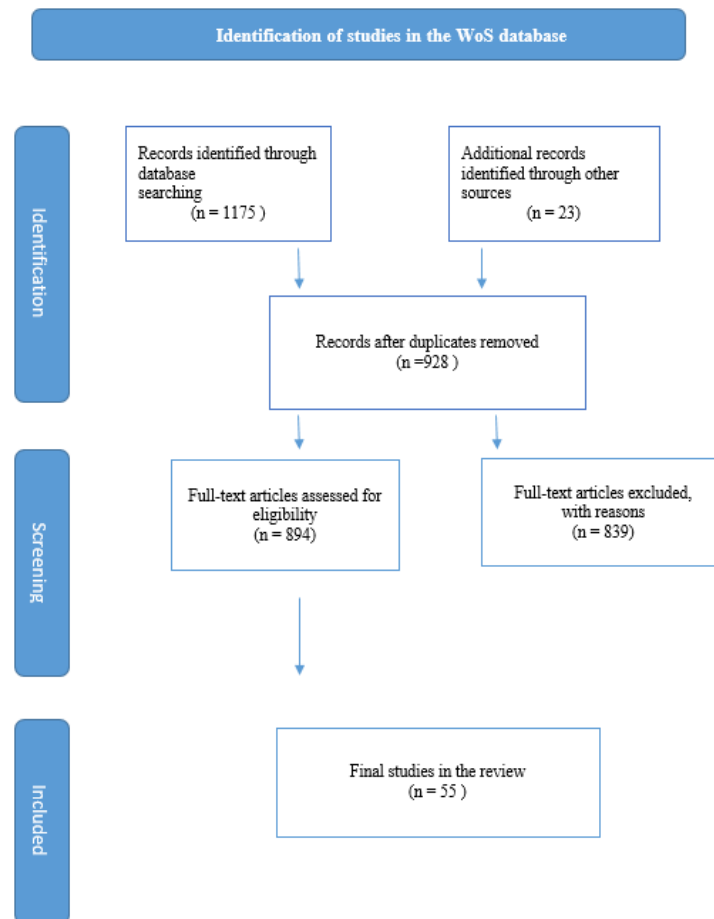 Identification of studies in the WoS database
Identification
Records identified through
database
searching
(n = 1175 )
Additional records
identified through other
sources
(n = 23)
Records after duplicates removed
(n =928 )
Screening
Full-text articles assessed for
eligibility
(n = 894)
Full-text articles excluded,
with reasons
(n = 839)
Included
Final studies in the review
(n = 55 )